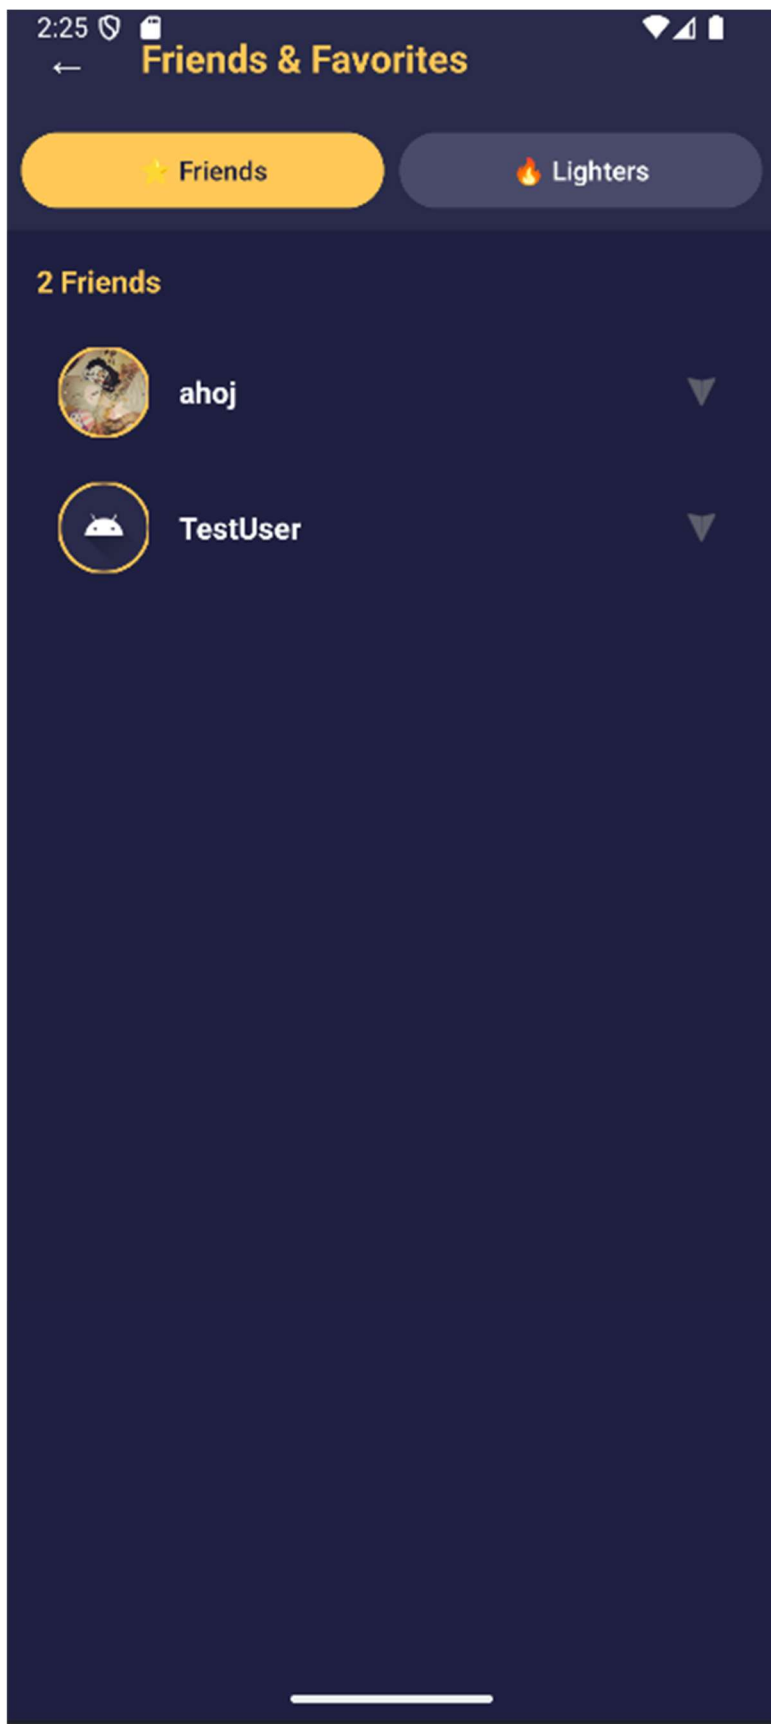 2:25
← Friends & Favorites
⭐ Friends
🔥 Lighters
2 Friends
ahoj
TestUser